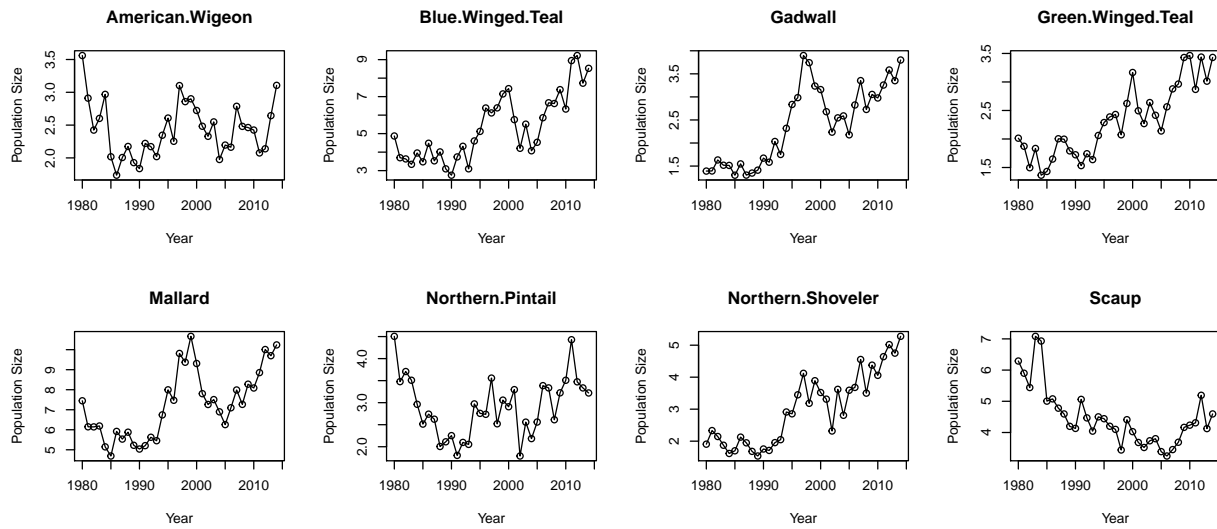 American.Wigeon
Population Size
3.5
3.0
2.5
2.0
1980 1990 2000 2010
Year
Blue.Winged.Teal
Population Size
9
7
5
3
1980 1990 2000 2010
Year
Gadwall
Population Size
3.5
2.5
1.5
1980 1990 2000 2010
Year
Green.Winged.Teal
Population Size
3.5
2.5
1.5
1980 1990 2000 2010
Year
Mallard
Population Size
9
8
7
6
5
1980 1990 2000 2010
Year
Northern.Pintail
Population Size
4.0
3.0
2.0
1980 1990 2000 2010
Year
Northern.Shoveler
Population Size
5
4
3
2
1980 1990 2000 2010
Year
Scaup
Population Size
7
6
5
4
1980 1990 2000 2010
Year